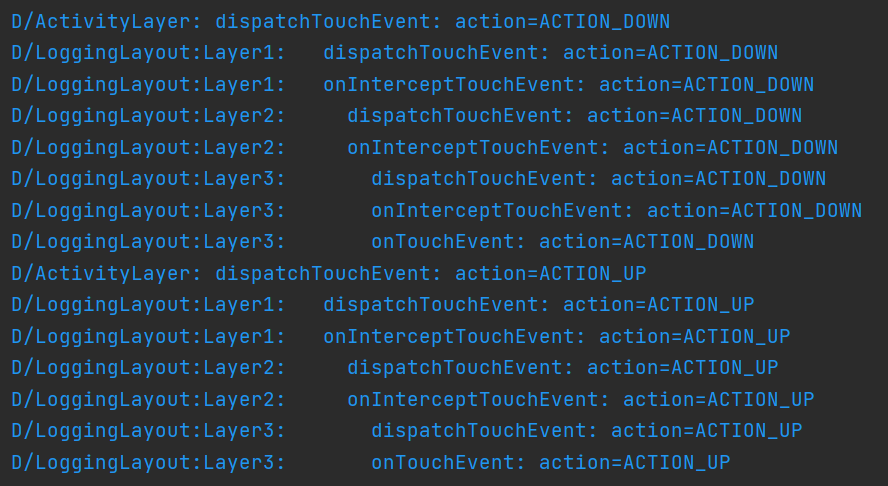 D/ActivityLayer: dispatchTouchEvent: action=ACTION_DOWN
D/LoggingLayout:Layer1:   dispatchTouchEvent: action=ACTION_DOWN
D/LoggingLayout:Layer1:   onInterceptTouchEvent: action=ACTION_DOWN
D/LoggingLayout:Layer2:     dispatchTouchEvent: action=ACTION_DOWN
D/LoggingLayout:Layer2:     onInterceptTouchEvent: action=ACTION_DOWN
D/LoggingLayout:Layer3:       dispatchTouchEvent: action=ACTION_DOWN
D/LoggingLayout:Layer3:       onInterceptTouchEvent: action=ACTION_DOWN
D/LoggingLayout:Layer3:       onTouchEvent: action=ACTION_DOWN
D/ActivityLayer: dispatchTouchEvent: action=ACTION_UP
D/LoggingLayout:Layer1:   dispatchTouchEvent: action=ACTION_UP
D/LoggingLayout:Layer1:   onInterceptTouchEvent: action=ACTION_UP
D/LoggingLayout:Layer2:     dispatchTouchEvent: action=ACTION_UP
D/LoggingLayout:Layer2:     onInterceptTouchEvent: action=ACTION_UP
D/LoggingLayout:Layer3:       dispatchTouchEvent: action=ACTION_UP
D/LoggingLayout:Layer3:       onTouchEvent: action=ACTION_UP